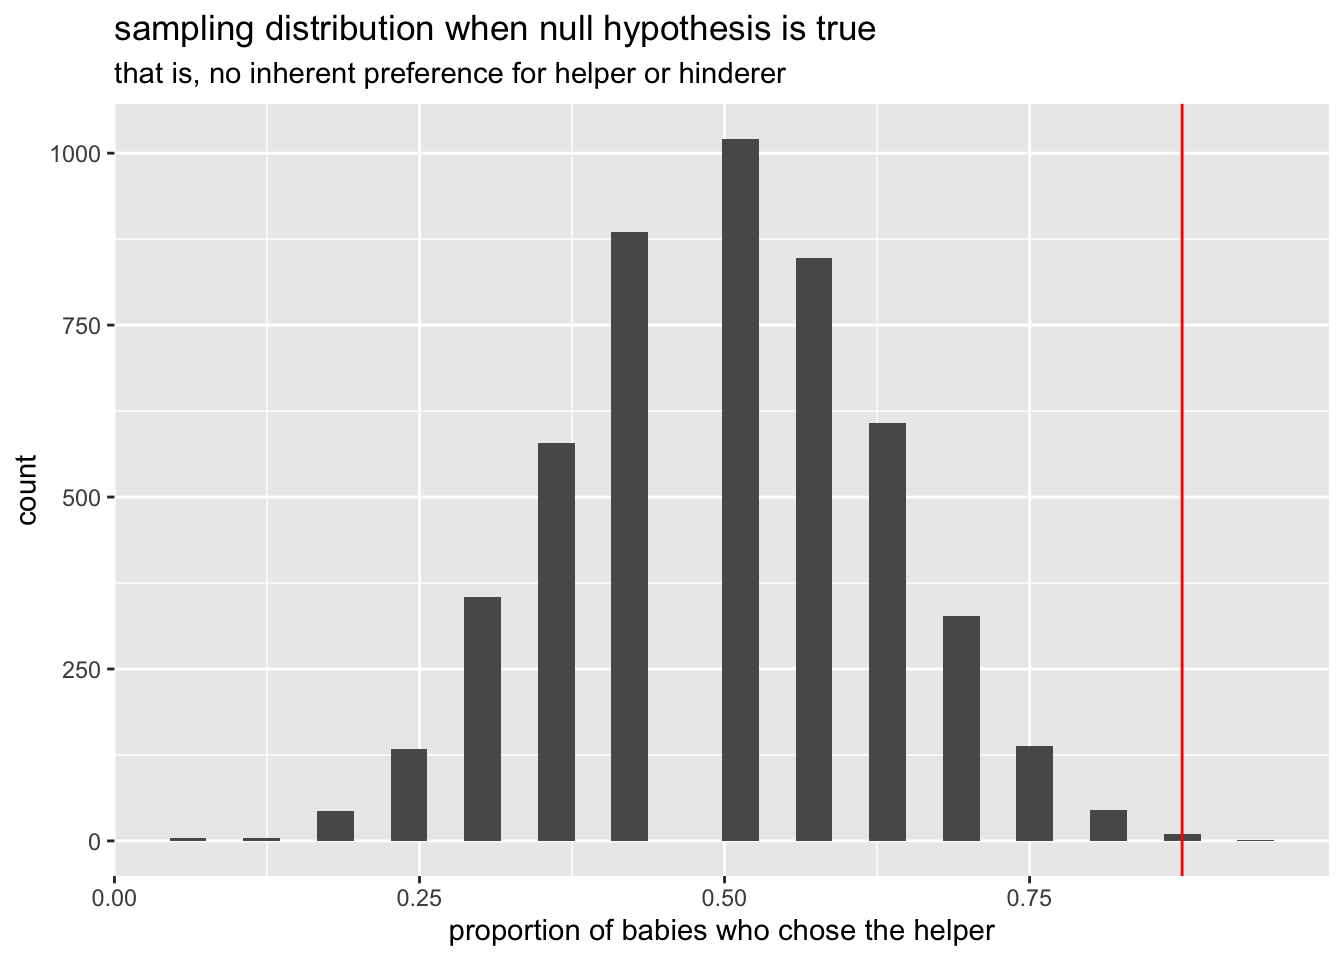 sampling distribution when null hypothesis is true
that is, no inherent preference for helper or hinderer
1000
750
500
250
0
count
0.00 0.25 0.50 0.75
proportion of babies who chose the helper